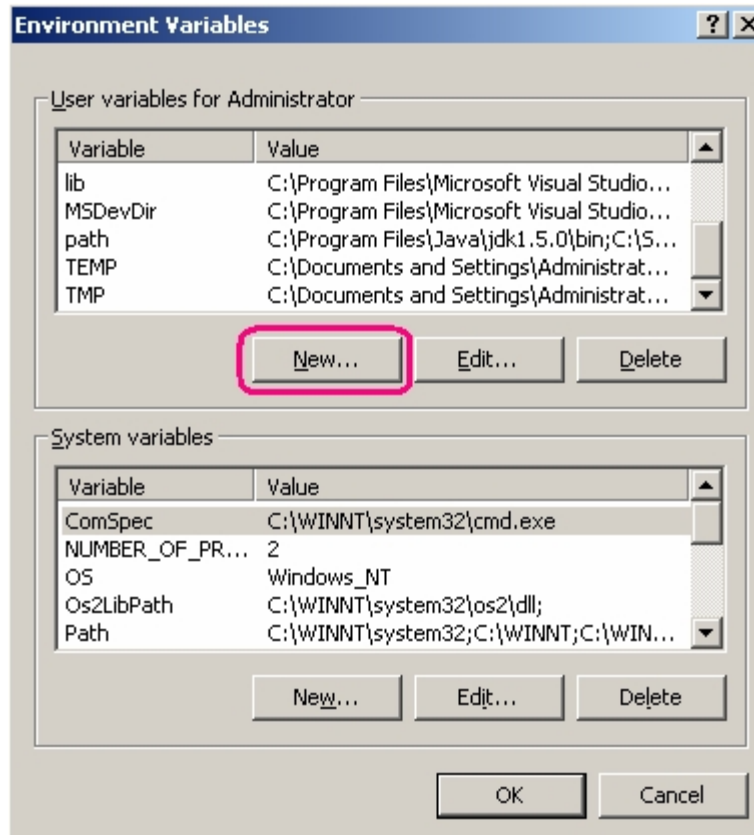 Environment Variables
User variables for Administrator
Variable Value
lib C:\Program Files\Microsoft Visual Studio...
MSDevDir C:\Program Files\Microsoft Visual Studio...
path C:\Program Files\Java\jdk1.5.0\bin;C:\S...
TEMP C:\Documents and Settings\Administrat...
TMP C:\Documents and Settings\Administrat...
New... Edit... Delete
System variables
Variable Value
ComSpec C:\WINNT\system32\cmd.exe
NUMBER_OF_PR... 2
OS Windows_NT
Os2LibPath C:\WINNT\system32\os2\dll;
Path C:\WINNT\system32;C:\WINNT;C:\WIN...
New... Edit... Delete
OK Cancel